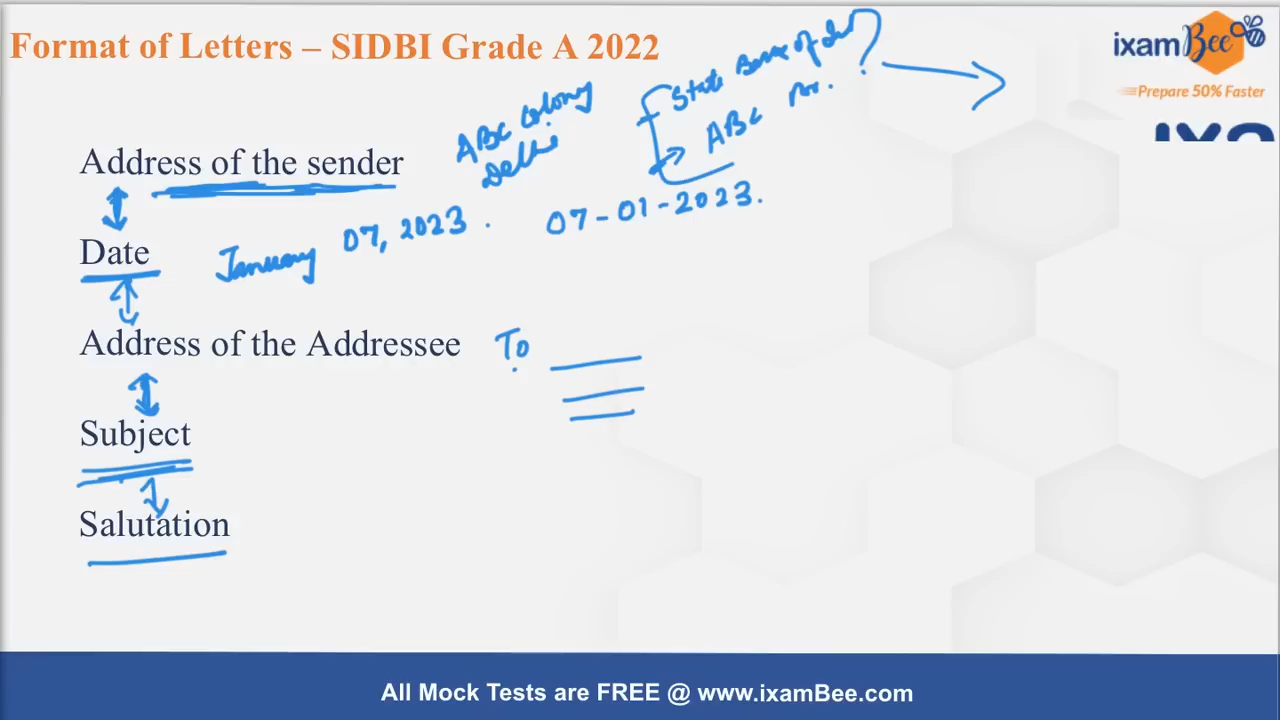 Format of Letters – SIDBI Grade A 2022
ixamBee
Prepare 50% Faster
State Bank of
ABC
ABC Colony
Delhi
Address of the sender
07-01-2023.
January 07, 2023.
Date
Address of the Addressee To
Subject
Salutation
All Mock Tests are FREE @ www.ixamBee.com